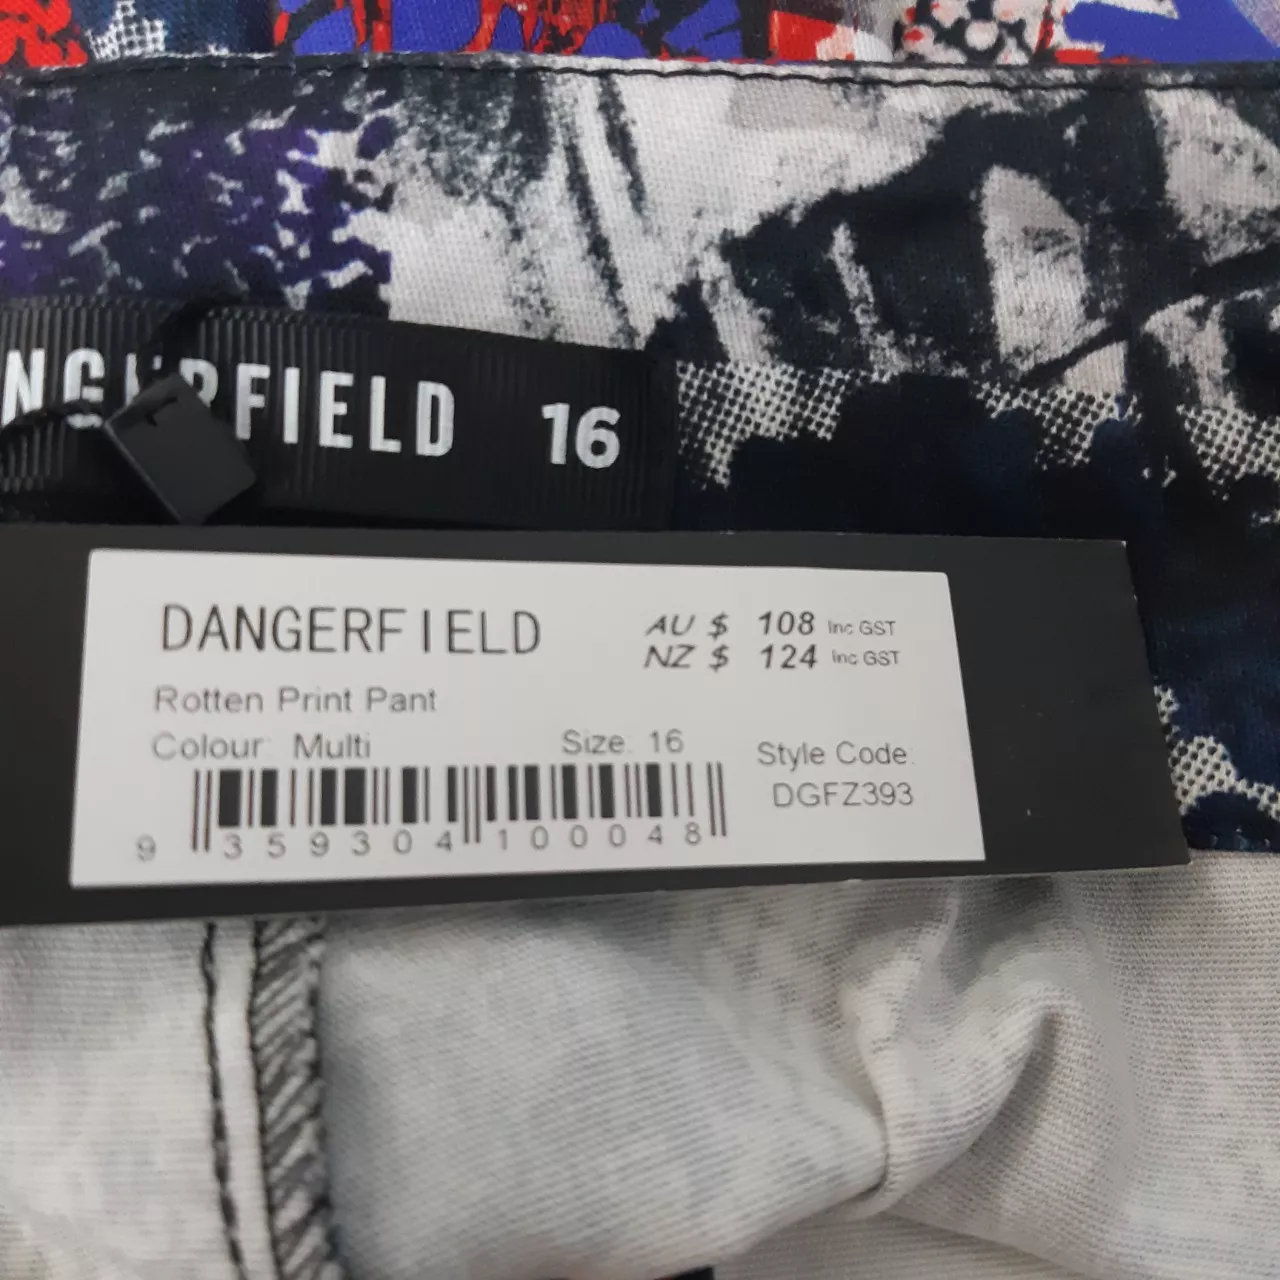 NGERFIELD 16
DANGERFIELD
AU $ 108 Inc GST
NZ $ 124 Inc GST
Rotten Print Pant
Colour: Multi
Size: 16
Style Code:
DGFZ393
9 359304 100048